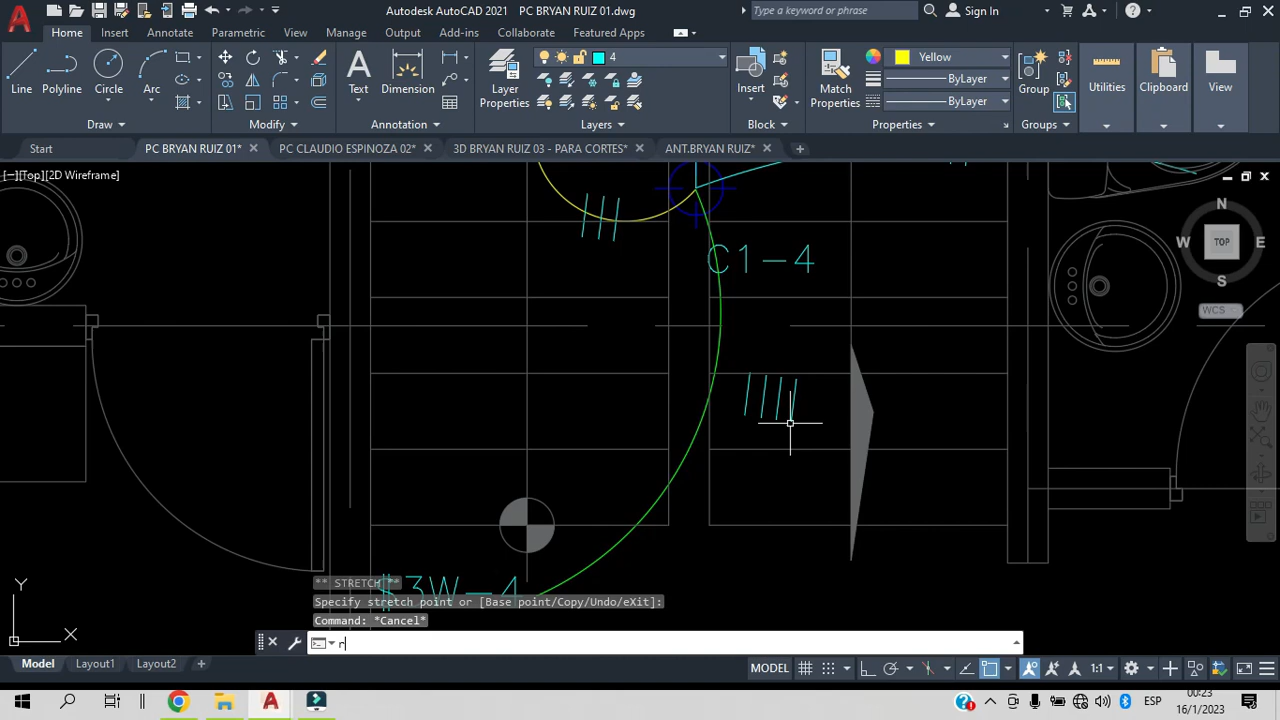 Autodesk AutoCAD 2021 PC BRYAN RUIZ 01.dwg
Type a keyword or phrase
Sign In
Home Insert Annotate Parametric View Manage Output Add-ins Collaborate Featured Apps
4
Yellow
ByLayer
ByLayer
Line Polyline Circle Arc
Text Dimension
Layer Properties
Insert
Match Properties
Group
Utilities Clipboard View
Draw Modify Annotation Layers Block Properties Groups
Start PC BRYAN RUIZ 01* PC CLAUDIO ESPINOZA 02* 3D BRYAN RUIZ 03 - PARA CORTES* ANT.BRYAN RUIZ*
[−][Top][2D Wireframe]
N
W TOP E
S
WCS
C1-4
** STRETCH **
$3W-4
Specify stretch point or [Base point/Copy/Undo/eXit]:
Command: *Cancel*
Y
X
r
Model Layout1 Layout2
MODEL
1:1
ESP
00:23
16/1/2023